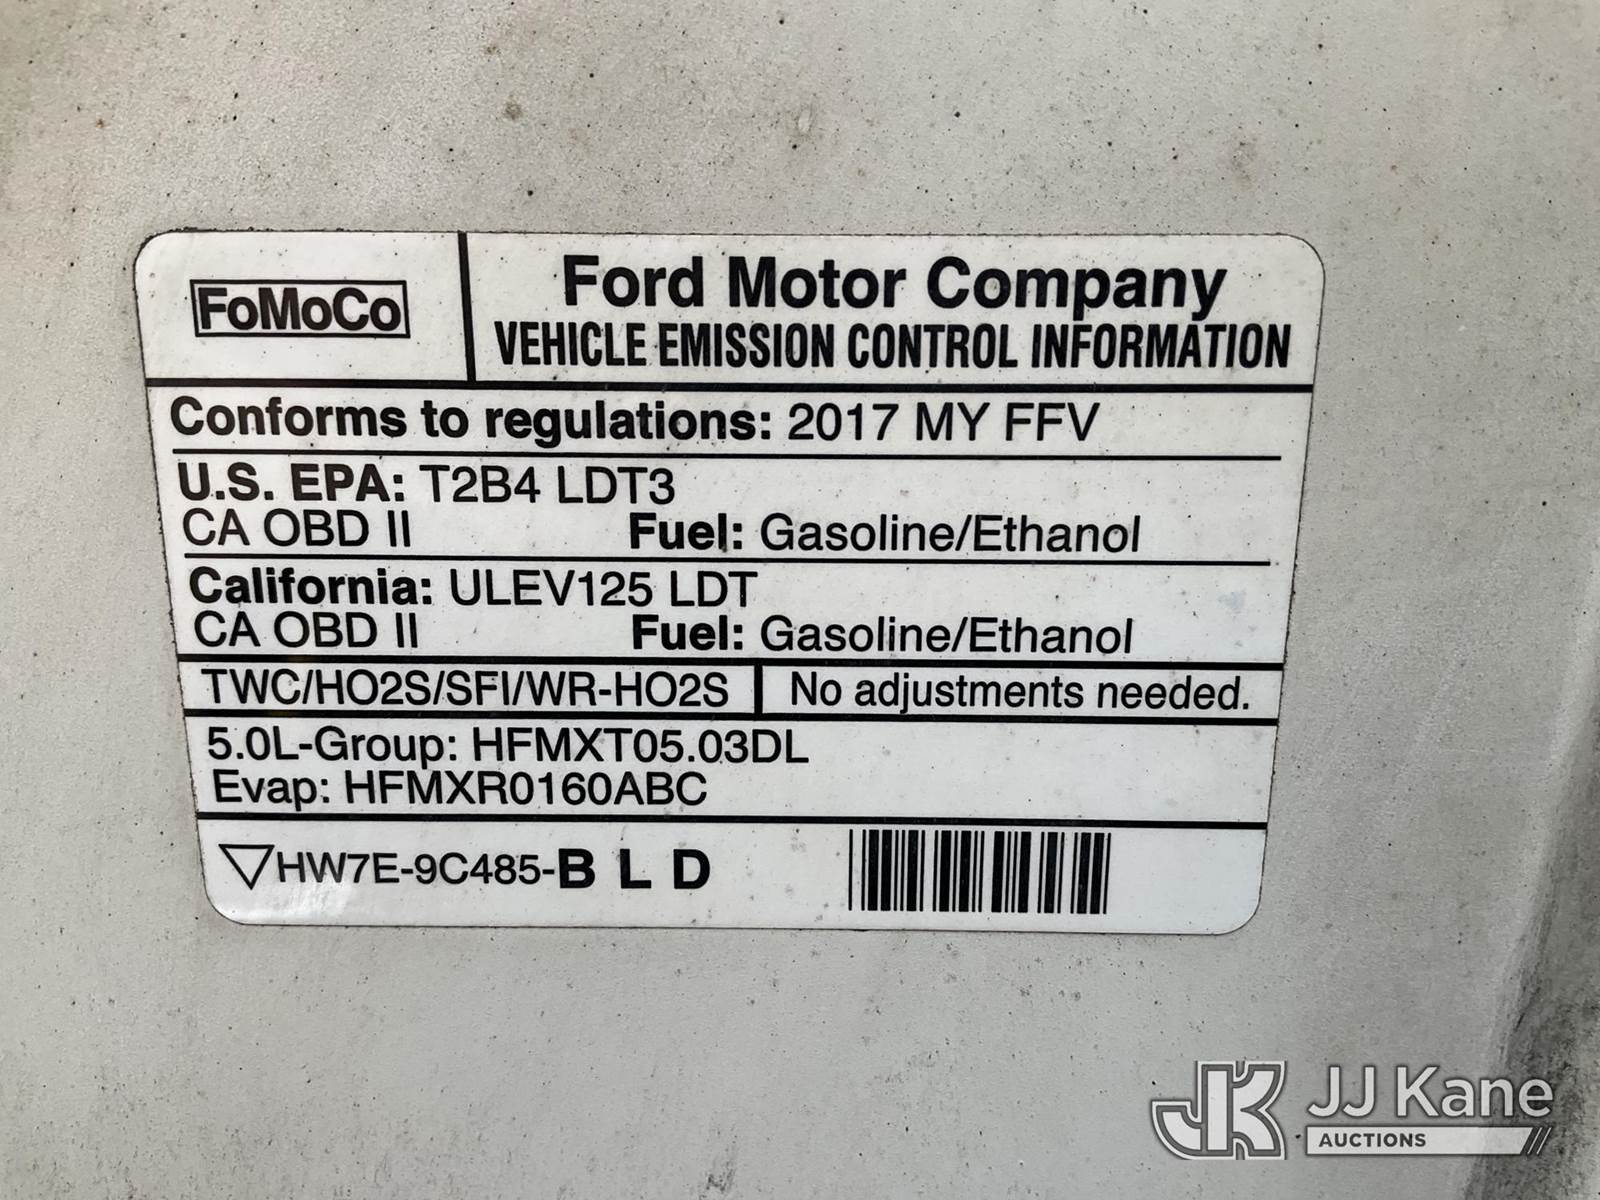 FoMoCo
Ford Motor Company
VEHICLE EMISSION CONTROL INFORMATION
Conforms to regulations: 2017 MY FFV
U.S. EPA: T2B4 LDT3
CA OBD II Fuel: Gasoline/Ethanol
California: ULEV125 LDT
CA OBD II Fuel: Gasoline/Ethanol
TWC/HO2S/SFI/WR-HO2S No adjustments needed.
5.0L-Group: HFMXT05.03DL
Evap: HFMXR0160ABC
HW7E-9C485-B L D
JK JJ Kane
AUCTIONS